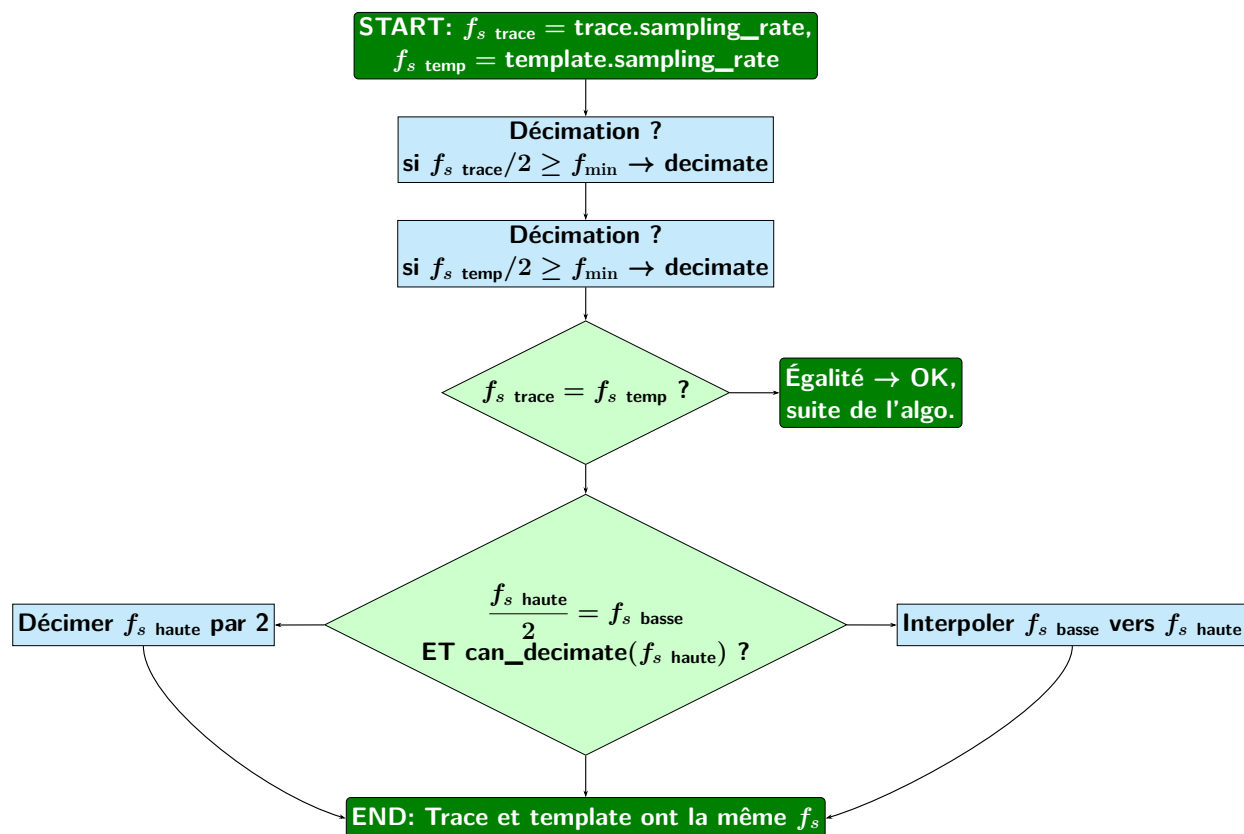 START: f_s trace = trace.sampling_rate,
f_s temp = template.sampling_rate
Décimation ?
si f_s trace/2 ≥ f_min → decimate
Décimation ?
si f_s temp/2 ≥ f_min → decimate
f_s trace = f_s temp ?
Égalité → OK,
suite de l'algo.
f_s haute / 2 = f_s basse
ET can_decimate(f_s haute) ?
Décimer f_s haute par 2
Interpoler f_s basse vers f_s haute
END: Trace et template ont la même f_s